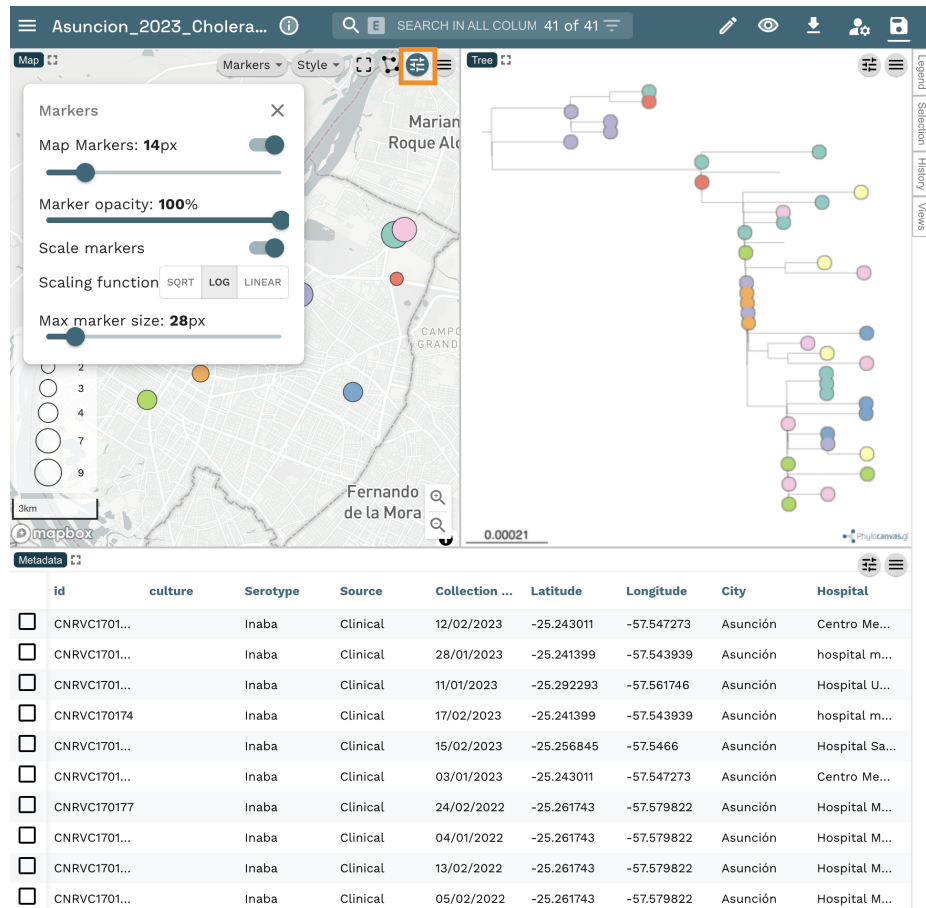 Asuncion_2023_Cholera...
E SEARCH IN ALL COLUM 41 of 41
Map
Markers
Style
Markers
Map Markers: 14px
Marker opacity: 100%
Scale markers
Scaling function SQRT LOG LINEAR
Max marker size: 28px
Marian
Roque Al
CAMPO
GRAND
2
3
4
7
9
Fernando
de la Mora
3km
mapbox
Tree
0.00021
Phylocanvas.gl
Legend
Selection
History
Views
Metadata
id culture Serotype Source Collection ... Latitude Longitude City Hospital
CNRVC1701... Inaba Clinical 12/02/2023 -25.243011 -57.547273 Asunción Centro Me...
CNRVC1701... Inaba Clinical 28/01/2023 -25.241399 -57.543939 Asunción hospital m...
CNRVC1701... Inaba Clinical 11/01/2023 -25.292293 -57.561746 Asunción Hospital U...
CNRVC170174 Inaba Clinical 17/02/2023 -25.241399 -57.543939 Asunción hospital m...
CNRVC1701... Inaba Clinical 15/02/2023 -25.256845 -57.5466 Asunción Hospital Sa...
CNRVC1701... Inaba Clinical 03/01/2023 -25.243011 -57.547273 Asunción Centro Me...
CNRVC170177 Inaba Clinical 24/02/2022 -25.261743 -57.579822 Asunción Hospital M...
CNRVC1701... Inaba Clinical 04/01/2022 -25.261743 -57.579822 Asunción Hospital M...
CNRVC1701... Inaba Clinical 13/02/2022 -25.261743 -57.579822 Asunción Hospital M...
CNRVC1701... Inaba Clinical 05/02/2022 -25.261743 -57.579822 Asunción Hospital M...